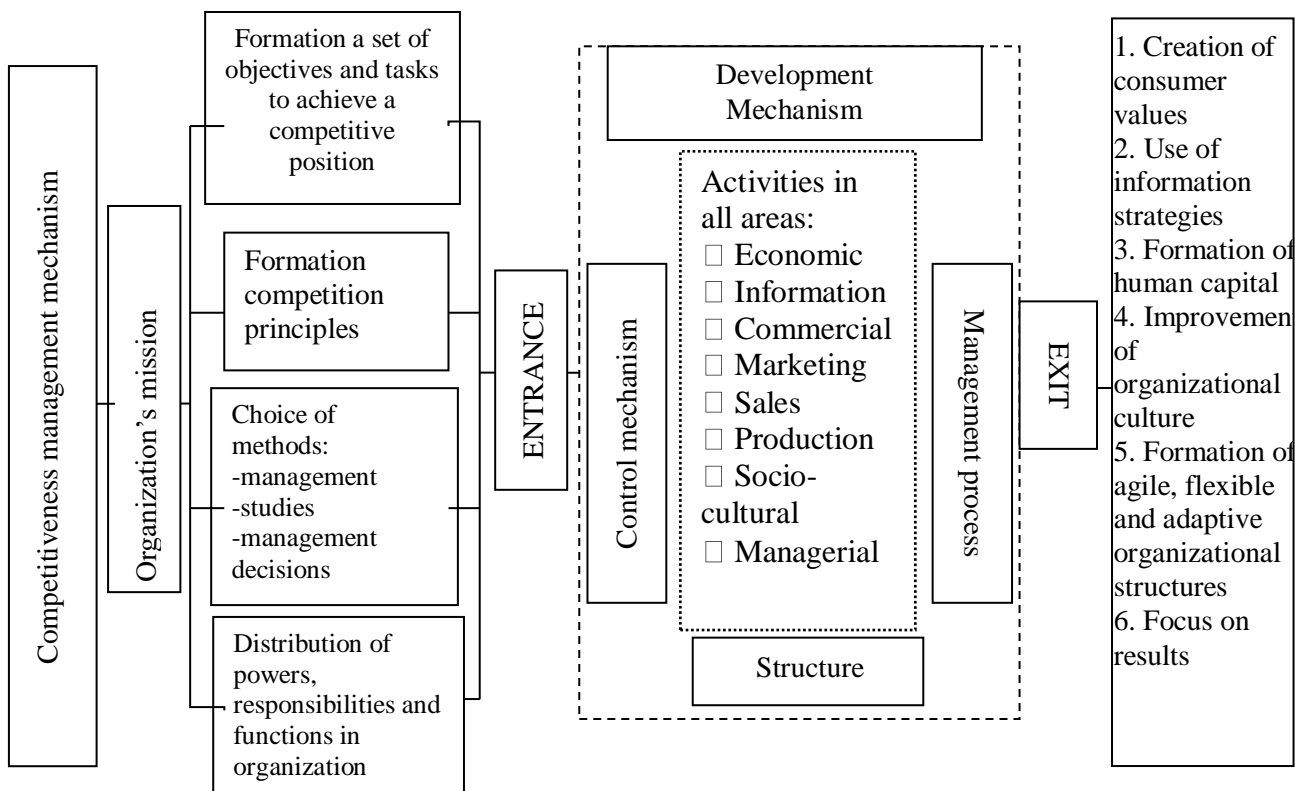 Competitiveness management mechanism
Organization’s mission
Formation a set of
objectives and tasks
to achieve a
competitive
position
Formation
competition
principles
Choice of
methods:
-management
-studies
-management
decisions
Distribution of
powers,
responsibilities and
functions in
organization
ENTRANCE
Development
Mechanism
Control mechanism
Activities in
all areas:
□ Economic
□ Information
□ Commercial
□ Marketing
□ Sales
□ Production
□ Socio-
cultural
□ Managerial
Management process
Structure
EXIT
1. Creation of
consumer
values
2. Use of
information
strategies
3. Formation of
human capital
4. Improvemen
of
organizational
culture
5. Formation of
agile, flexible
and adaptive
organizational
structures
6. Focus on
results